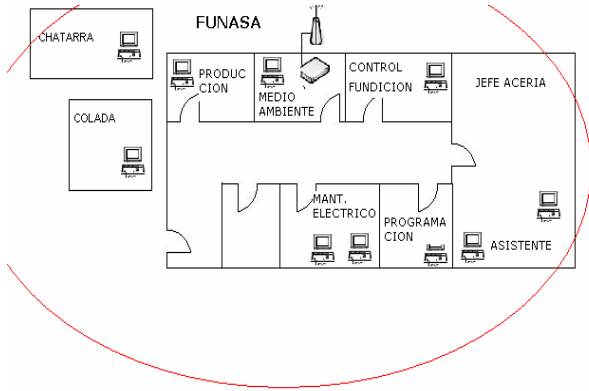 FUNASA
CHATARRA
COLADA
PRODUC
CION
MEDIO
AMBIENTE
CONTROL
FUNDICION
JEFE ACERIA
MANT.
ELECTRICO
PROGRAMA
CION
ASISTENTE